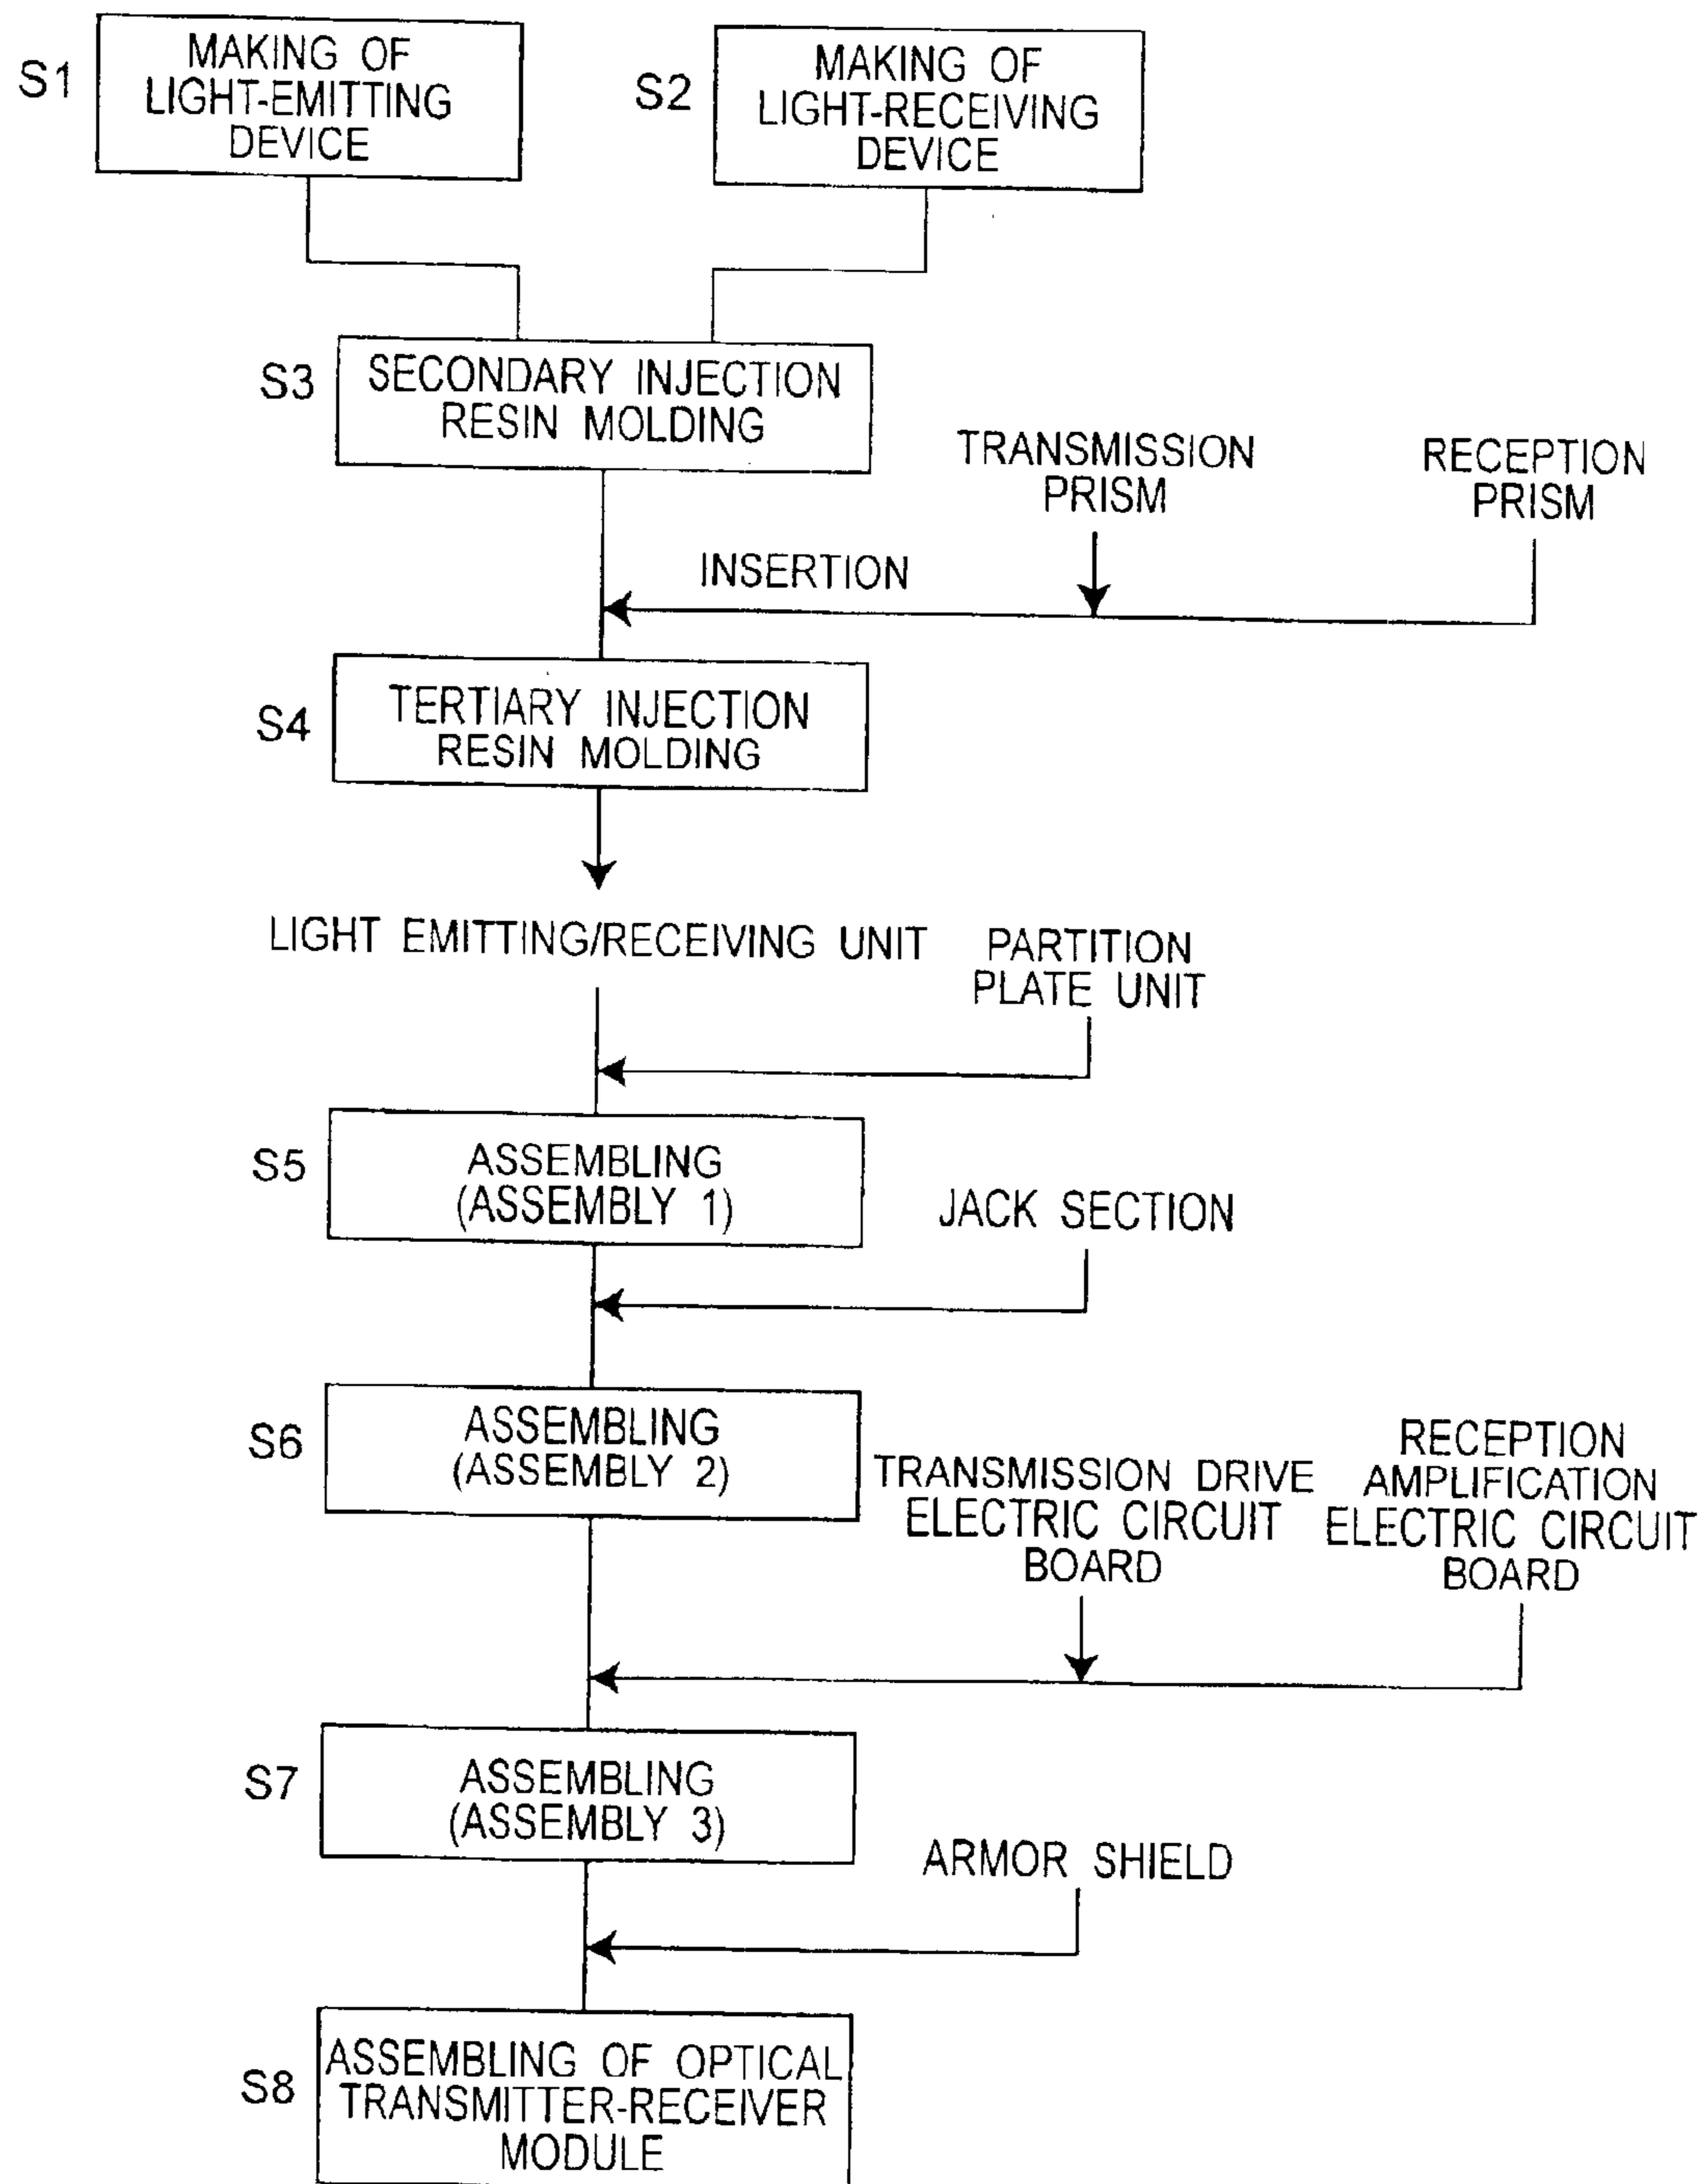 S1
MAKING OF
LIGHT-EMITTING
DEVICE
S2
MAKING OF
LIGHT-RECEIVING
DEVICE
S3
SECONDARY INJECTION
RESIN MOLDING
TRANSMISSION
PRISM
RECEPTION
PRISM
INSERTION
S4
TERTIARY INJECTION
RESIN MOLDING
LIGHT EMITTING/RECEIVING UNIT
PARTITION
PLATE UNIT
S5
ASSEMBLING
(ASSEMBLY 1)
JACK SECTION
S6
ASSEMBLING
(ASSEMBLY 2)
TRANSMISSION DRIVE
ELECTRIC CIRCUIT
BOARD
RECEPTION
AMPLIFICATION
ELECTRIC CIRCUIT
BOARD
S7
ASSEMBLING
(ASSEMBLY 3)
ARMOR SHIELD
S8
ASSEMBLING OF OPTICAL
TRANSMITTER-RECEIVER
MODULE